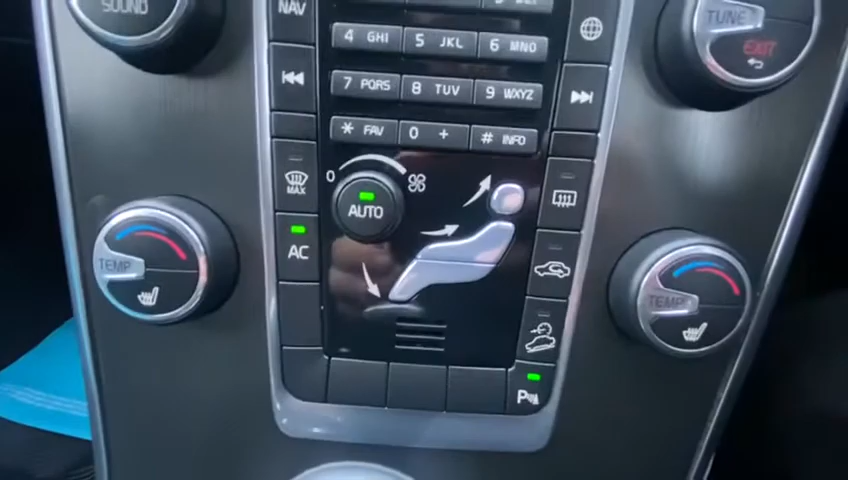 SOUND
NAV
TUNE
EXIT
4 GHI 5 JKL 6 MNO
7 PQRS 8 TUV 9 WXYZ
* FAV 0 + # INFO
MAX
0
AUTO
AC
TEMP
TEMP
P